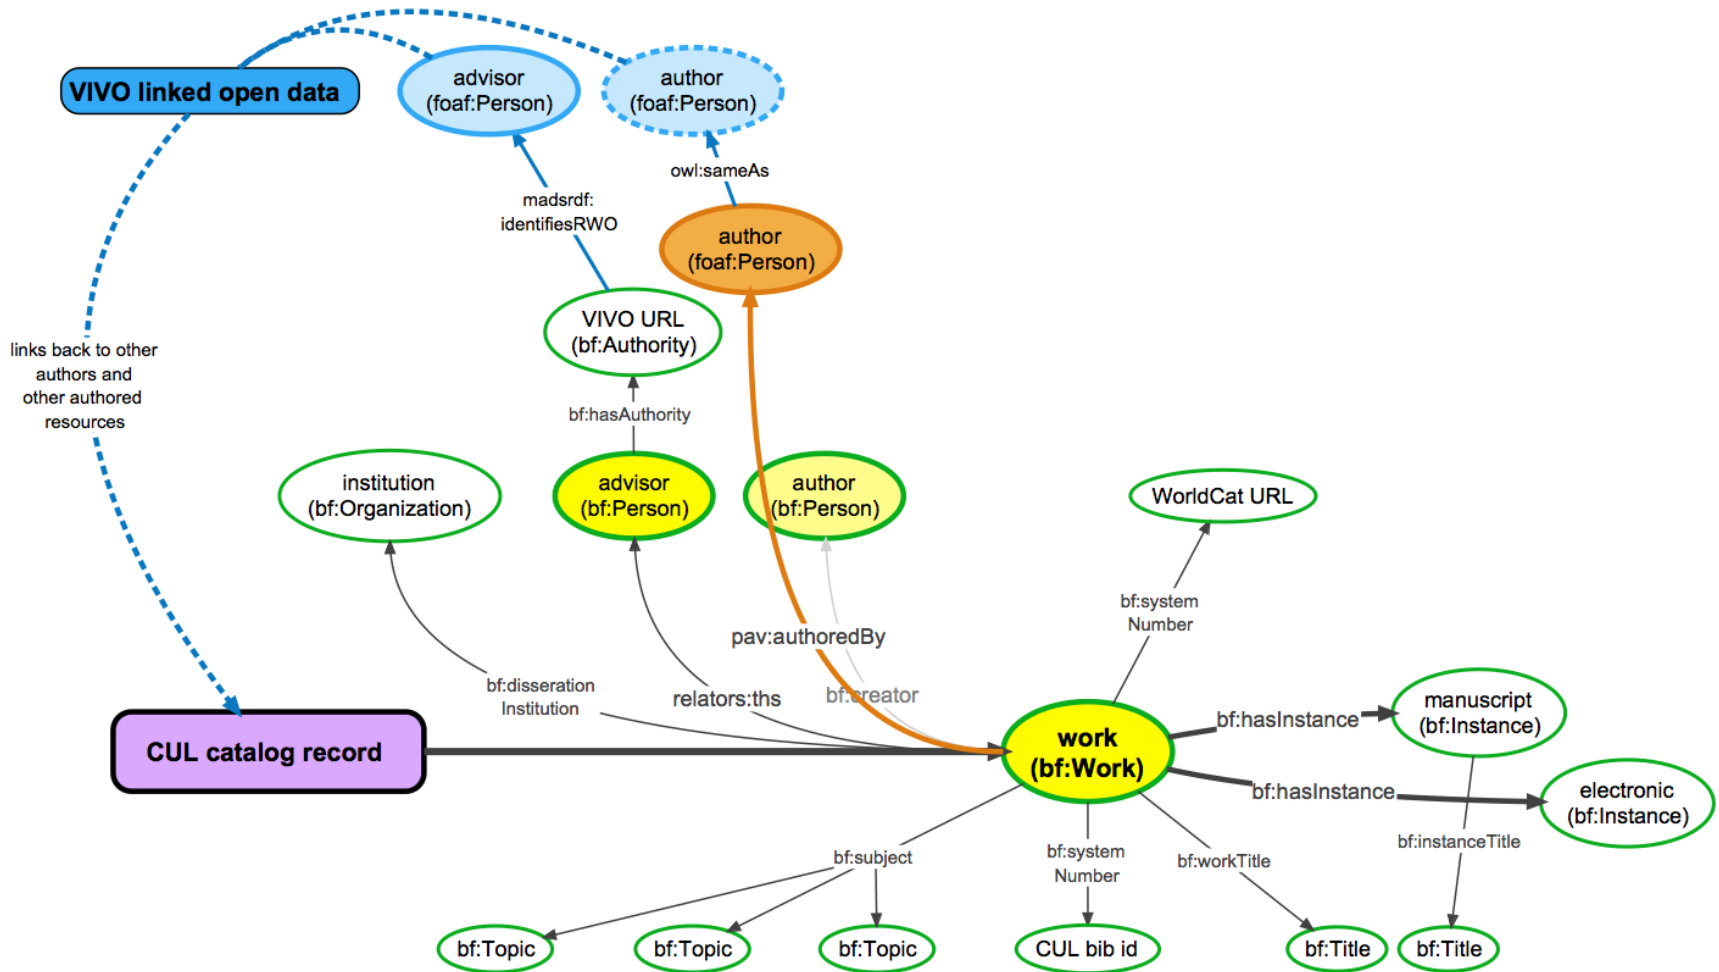 advisor
(foaf:Person)
author
(foaf:Person)
VIVO linked open data
owl:sameAs
madsrdf:
identifiesRWO
author
(foaf:Person)
VIVO URL
(bf:Authority)
links back to other
authors and
other authored
resources
bf:hasAuthority
institution
(bf:Organization)
advisor
(bf:Person)
author
(bf:Person)
WorldCat URL
bf:system
Number
pav:authoredBy
bf:disseration
Institution
relators:ths
bf:creator
manuscript
(bf:Instance)
bf:hasInstance
CUL catalog record
work
(bf:Work)
bf:hasInstance
electronic
(bf:Instance)
bf:subject
bf:system
Number
bf:workTitle
bf:instanceTitle
bf:Topic
bf:Topic
bf:Topic
CUL bib id
bf:Title
bf:Title